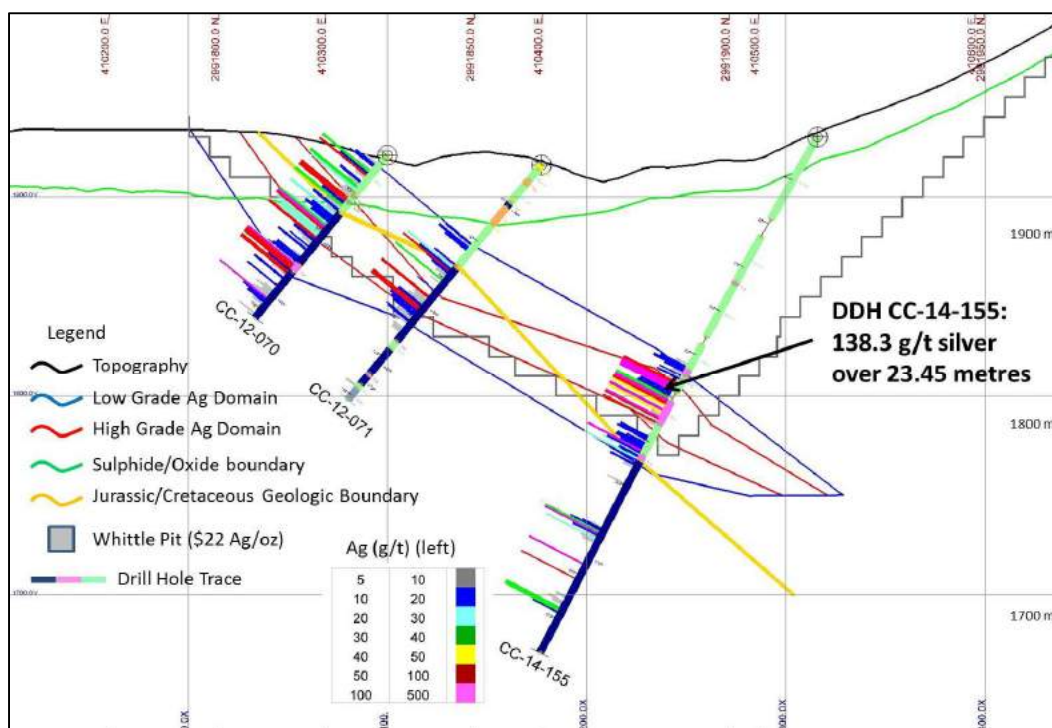 410200.0 E
2991800.0 N
410300.0 E
2991850.0 N
410400.0 E
2991900.0 N
410500.0 E
2991950.0 N
1900 m
DDH CC-14-155:
138.3 g/t silver
over 23.45 metres
CC-12-070
CC-12-071
1800 m
Legend
Topography
Low Grade Ag Domain
High Grade Ag Domain
Sulphide/Oxide boundary
Jurassic/Cretaceous Geologic Boundary
Whittle Pit ($22 Ag/oz)
Drill Hole Trace
Ag (g/t) (left)
5 10
10 20
20 30
30 40
40 50
50 100
100 500
CC-14-155
1700 m